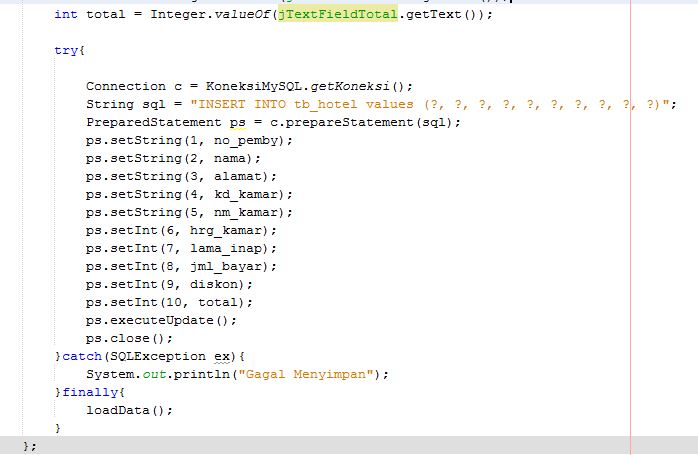 int total = Integer.valueOf(jTextFieldTotal.getText());
try{
Connection c = KoneksiMySQL.getKoneksi();
String sql = "INSERT INTO tb_hotel values (?, ?, ?, ?, ?, ?, ?, ?, ?, ?)";
PreparedStatement ps = c.prepareStatement(sql);
ps.setString(1, no_pemby);
ps.setString(2, nama);
ps.setString(3, alamat);
ps.setString(4, kd_kamar);
ps.setString(5, nm_kamar);
ps.setInt(6, hrg_kamar);
ps.setInt(7, lama_inap);
ps.setInt(8, jml_bayar);
ps.setInt(9, diskon);
ps.setInt(10, total);
ps.executeUpdate();
ps.close();
}catch(SQLException ex){
System.out.println("Gagal Menyimpan");
}finally{
loadData();
}
};